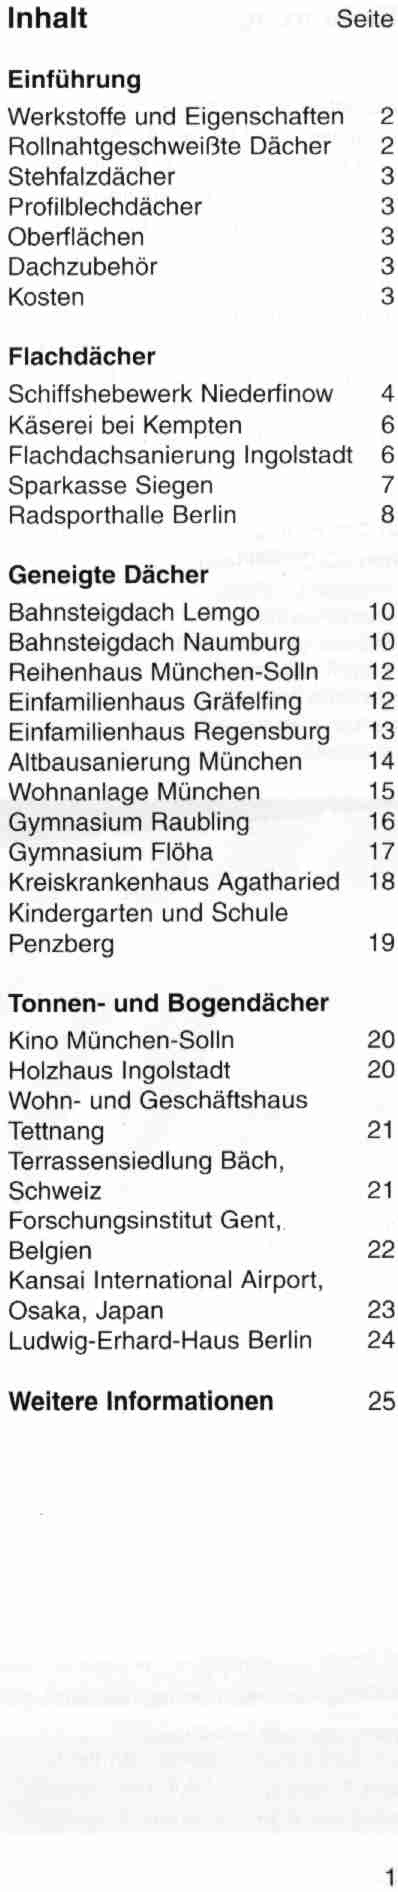 Inhalt Seite
Einführung
Werkstoffe und Eigenschaften 2
Rollnahtgeschweißte Dächer 2
Stehfalzdächer 3
Profilblechdächer 3
Oberflächen 3
Dachzubehör 3
Kosten 3
Flachdächer
Schiffshebewerk Niederfinow 4
Käserei bei Kempten 6
Flachdachsanierung Ingolstadt 6
Sparkasse Siegen 7
Radsporthalle Berlin 8
Geneigte Dächer
Bahnsteigdach Lemgo 10
Bahnsteigdach Naumburg 10
Reihenhaus München-Solln 12
Einfamilienhaus Gräfelfing 12
Einfamilienhaus Regensburg 13
Altbausanierung München 14
Wohnanlage München 15
Gymnasium Raubling 16
Gymnasium Flöha 17
Kreiskrankenhaus Agatharied 18
Kindergarten und Schule
Penzberg 19
Tonnen- und Bogendächer
Kino München-Solln 20
Holzhaus Ingolstadt 20
Wohn- und Geschäftshaus
Tettnang 21
Terrassensiedlung Bäch,
Schweiz 21
Forschungsinstitut Gent,
Belgien 22
Kansai International Airport,
Osaka, Japan 23
Ludwig-Erhard-Haus Berlin 24
Weitere Informationen 25
1